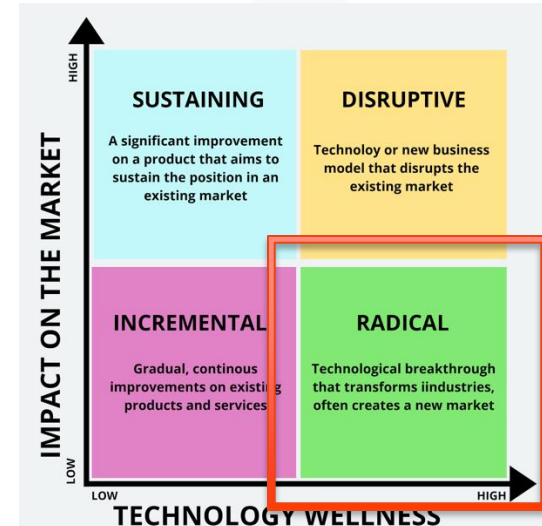 HIGH
IMPACT ON THE MARKET
LOW
SUSTAINING
A significant improvement
on a product that aims to
sustain the position in an
existing market
DISRUPTIVE
Technoloy or new business
model that disrupts the
existing market
INCREMENTAL
Gradual, continous
improvements on existing
products and services
RADICAL
Technological breakthrough
that transforms iindustries,
often creates a new market
LOW
HIGH
TECHNOLOGY WELLNESS